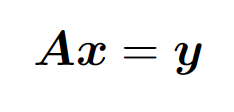 Ax = y